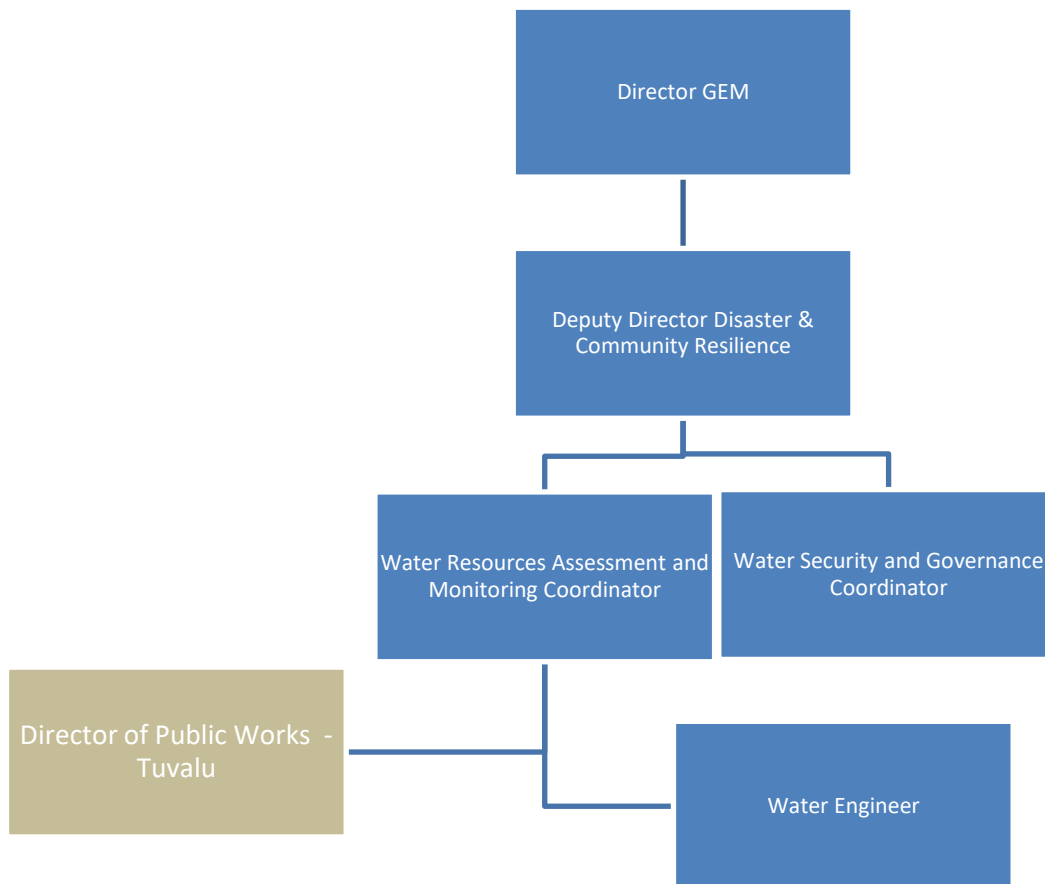 Director GEM
Deputy Director Disaster &
Community Resilience
Water Resources Assessment and
Monitoring Coordinator
Water Security and Governance
Coordinator
Director of Public Works  -
Tuvalu
Water Engineer